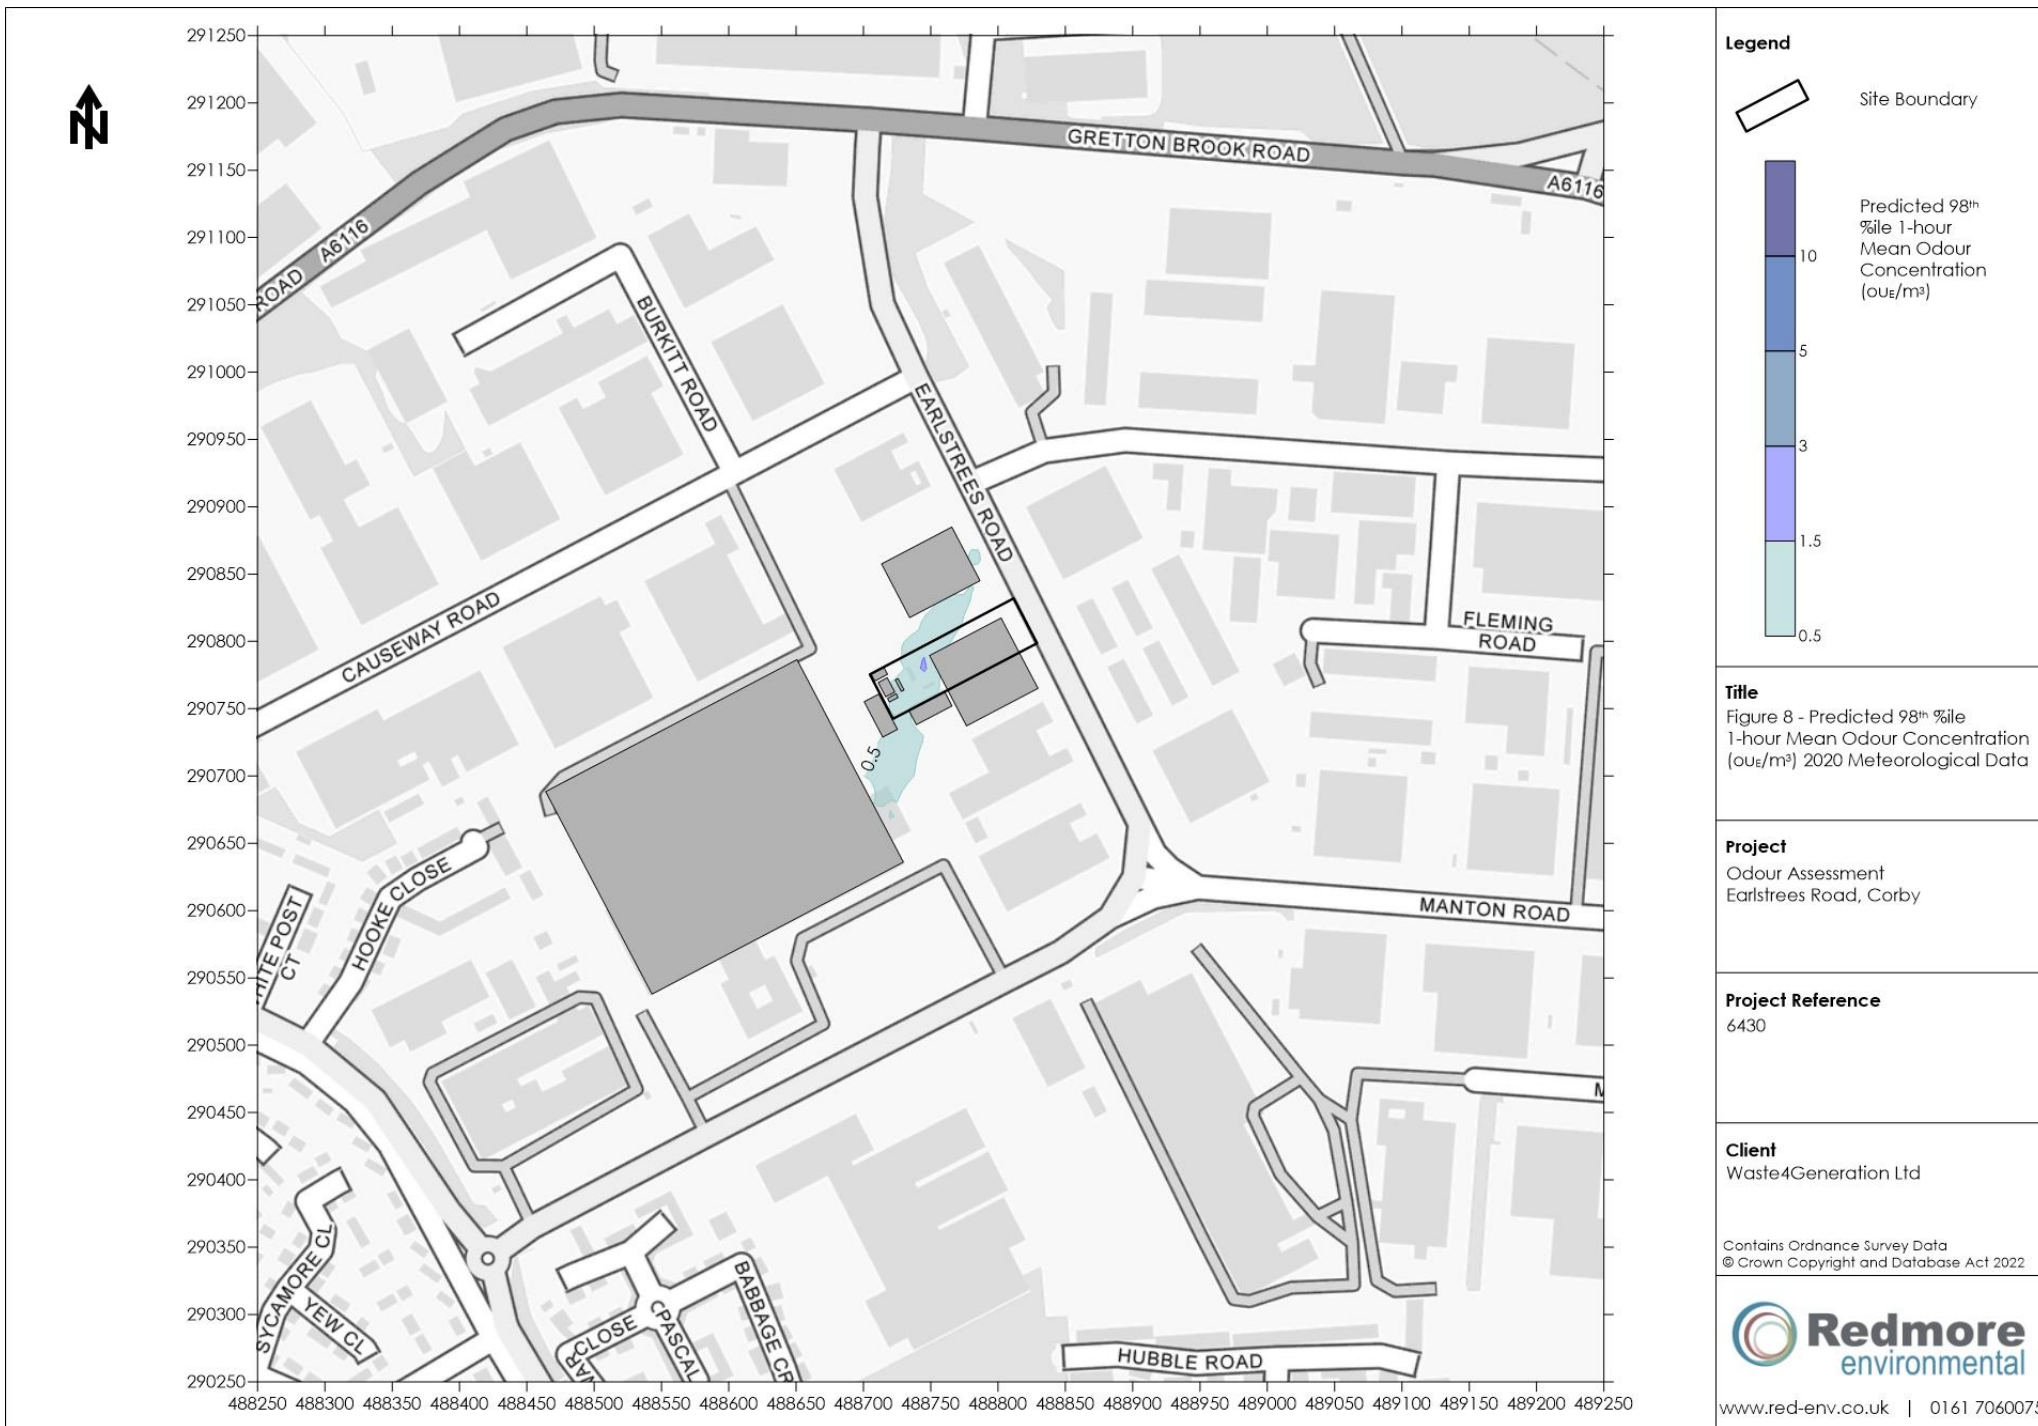 291250
291200
291150
291100
291050
291000
290950
290900
290850
290800
290750
290700
290650
290600
290550
290500
290450
290400
290350
290300
290250
488250 488300 488350 488400 488450 488500 488550 488600 488650 488700 488750 488800 488850 488900 488950 489000 489050 489100 489150 489200 489250
N
GRETTON BROOK ROAD
A6116
A6116
ROAD
BURKITT ROAD
EARLSTREES ROAD
CAUSEWAY ROAD
FLEMING
ROAD
0.5
HOOKE CLOSE
HITE POST
CT
MANTON ROAD
M
SYCAMORE CL
YEW CL
CLOSE
PASCAL
BABBAGE CR
HUBBLE ROAD
Legend
Site Boundary
Predicted 98th
%ile 1-hour
Mean Odour
Concentration
(ouE/m³)
10
5
3
1.5
0.5
Title
Figure 8 - Predicted 98th %ile
1-hour Mean Odour Concentration
(ouE/m³) 2020 Meteorological Data
Project
Odour Assessment
Earlstrees Road, Corby
Project Reference
6430
Client
Waste4Generation Ltd
Contains Ordnance Survey Data
© Crown Copyright and Database Act 2022
Redmore
environmental
www.red-env.co.uk | 0161 706007